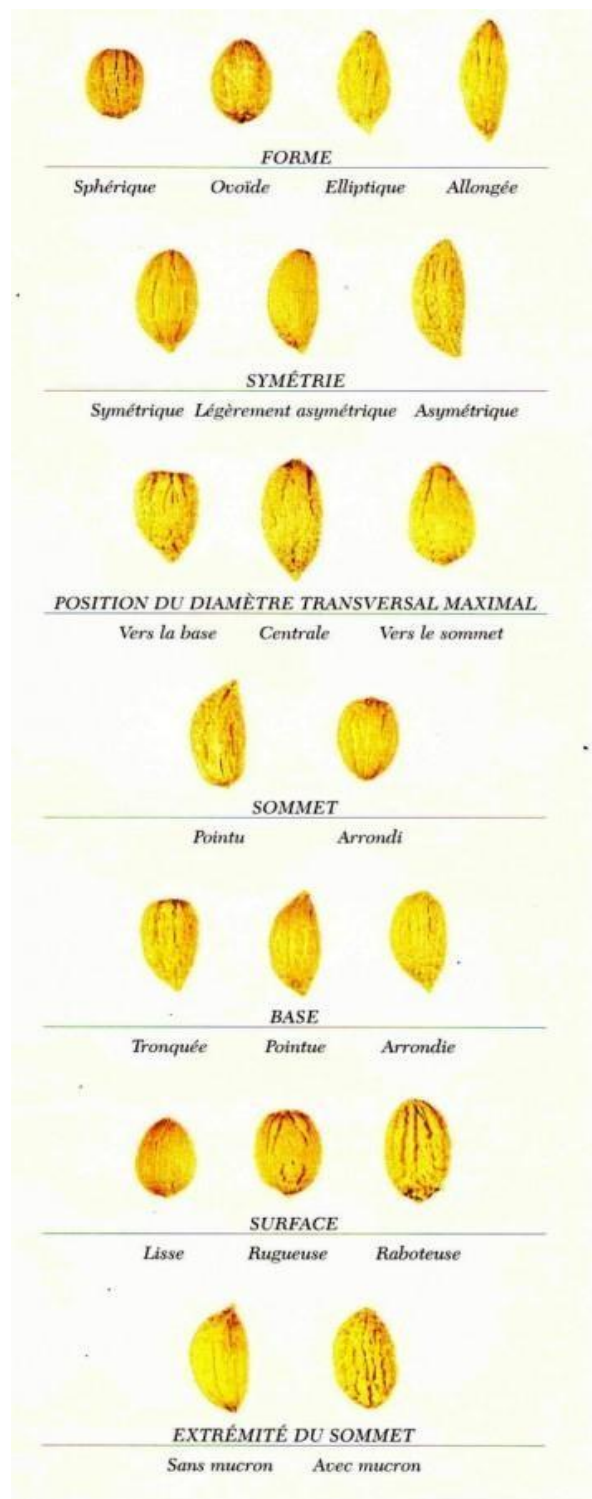 FORME
Sphérique Ovoïde Elliptique Allongée
SYMÉTRIE
Symétrique Légèrement asymétrique Asymétrique
POSITION DU DIAMÈTRE TRANSVERSAL MAXIMAL
Vers la base Centrale Vers le sommet
SOMMET
Pointu Arrondi
BASE
Tronquée Pointue Arrondie
SURFACE
Lisse Rugueuse Raboteuse
EXTRÉMITÉ DU SOMMET
Sans mucron Avec mucron